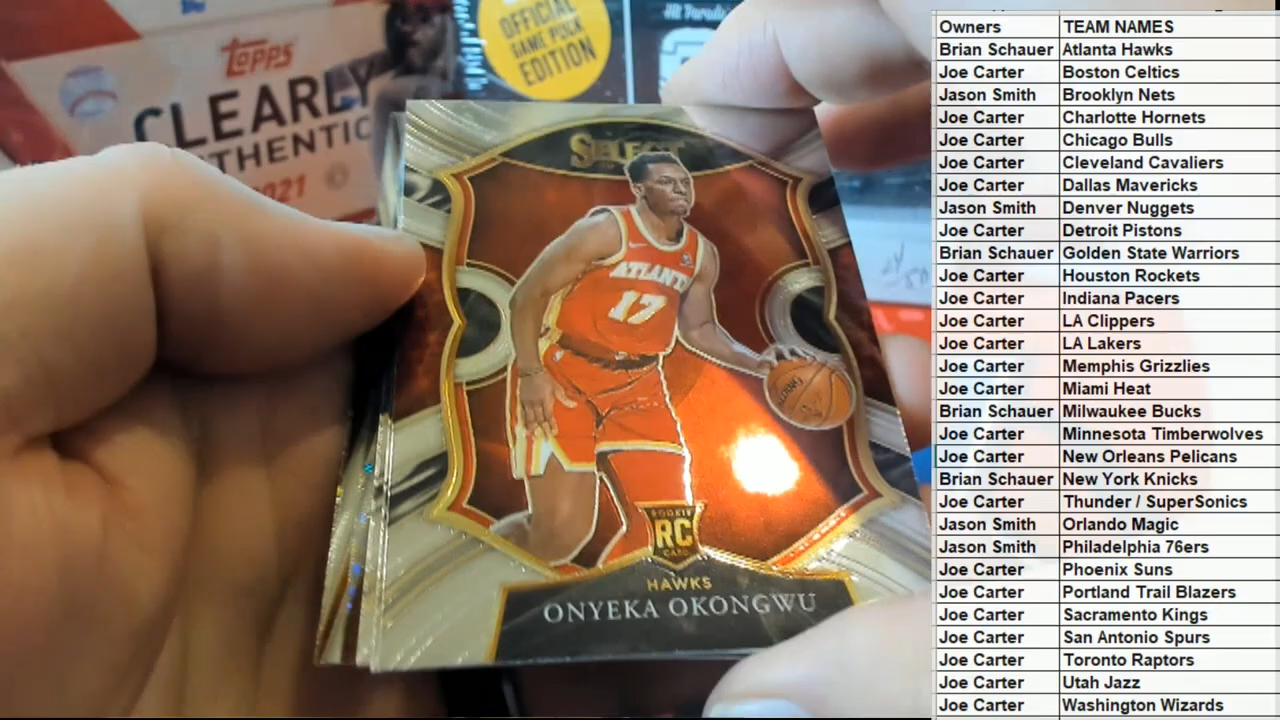 OFFICIAL
GAME PUCK
EDITION
TOPPS
CLEARLY
AUTHENTIC
2021
SELECT
ATLANTA
17
ROOKIE
RC
CARD
HAWKS
ONYEKA OKONGWU
Owners TEAM NAMES
Brian Schauer Atlanta Hawks
Joe Carter Boston Celtics
Jason Smith Brooklyn Nets
Joe Carter Charlotte Hornets
Joe Carter Chicago Bulls
Joe Carter Cleveland Cavaliers
Joe Carter Dallas Mavericks
Jason Smith Denver Nuggets
Joe Carter Detroit Pistons
Brian Schauer Golden State Warriors
Joe Carter Houston Rockets
Joe Carter Indiana Pacers
Joe Carter LA Clippers
Joe Carter LA Lakers
Joe Carter Memphis Grizzlies
Joe Carter Miami Heat
Brian Schauer Milwaukee Bucks
Joe Carter Minnesota Timberwolves
Joe Carter New Orleans Pelicans
Brian Schauer New York Knicks
Joe Carter Thunder / SuperSonics
Jason Smith Orlando Magic
Jason Smith Philadelphia 76ers
Joe Carter Phoenix Suns
Joe Carter Portland Trail Blazers
Joe Carter Sacramento Kings
Joe Carter San Antonio Spurs
Joe Carter Toronto Raptors
Joe Carter Utah Jazz
Joe Carter Washington Wizards